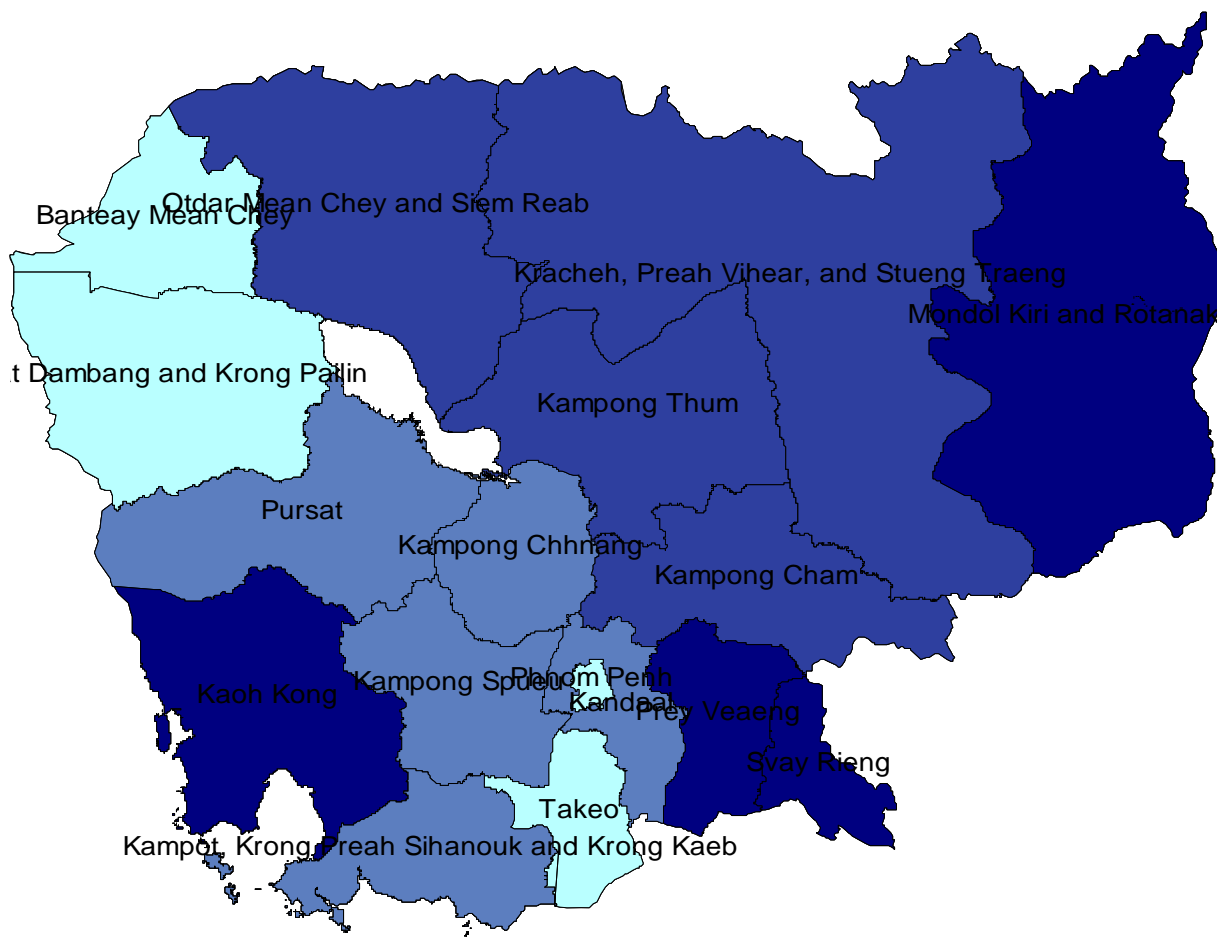 Otdar Mean Chey and Siem Reab
Banteay Mean Chey
Kracheh, Preah Vihear, and Stueng Traeng
Mondol Kiri and Rotanak
t Dambang and Krong Pailin
Kampong Thum
Pursat
Kampong Chhnang
Kampong Cham
Phnom Penh
Kampong Spueu
Kaoh Kong
Kandaal
Prey Veaeng
Svay Rieng
Takeo
Kampot, Krong Preah Sihanouk and Krong Kaeb